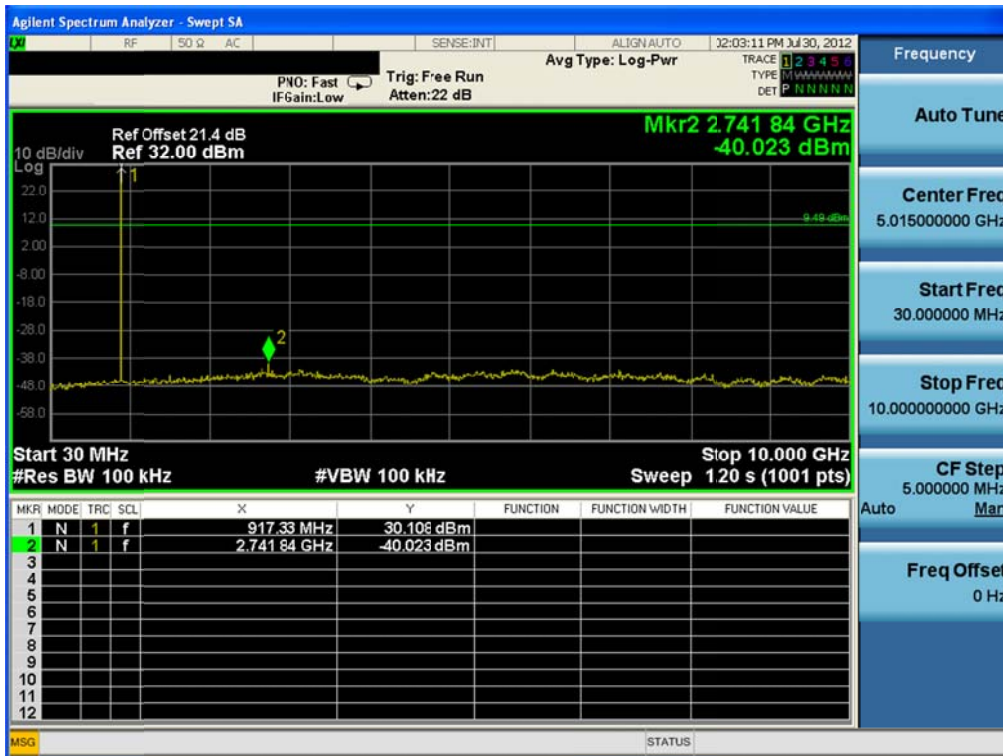 Agilent Spectrum Analyzer - Swept SA
LXI RF 50 Ω AC SENSE:INT ALIGN AUTO 02:03:11 PM Jul 30, 2012
Avg Type: Log-Pwr TRACE 1 2 3 4 5 6
PNO: Fast Trig: Free Run TYPE M WWWWW
IFGain:Low Atten:22 dB DET P N N N N N
Ref Offset 21.4 dB Mkr2 2.741 84 GHz
10 dB/div Ref 32.00 dBm -40.023 dBm
Log
1
22.0
12.0
9.49 dBm
2.00
-8.00
-18.0
-28.0
2
-38.0
-48.0
-58.0
Start 30 MHz Stop 10.000 GHz
#Res BW 100 kHz #VBW 100 kHz Sweep 1.20 s (1001 pts)
MKR MODE TRC SCL X Y FUNCTION FUNCTION WIDTH FUNCTION VALUE
1 N 1 f 917.33 MHz 30.108 dBm
2 N 1 f 2.741 84 GHz -40.023 dBm
3
4
5
6
7
8
9
10
11
12
MSG STATUS
Frequency
Auto Tune
Center Freq
5.015000000 GHz
Start Freq
30.000000 MHz
Stop Freq
10.000000000 GHz
CF Step
5.000000 MHz
Auto Man
Freq Offset
0 Hz